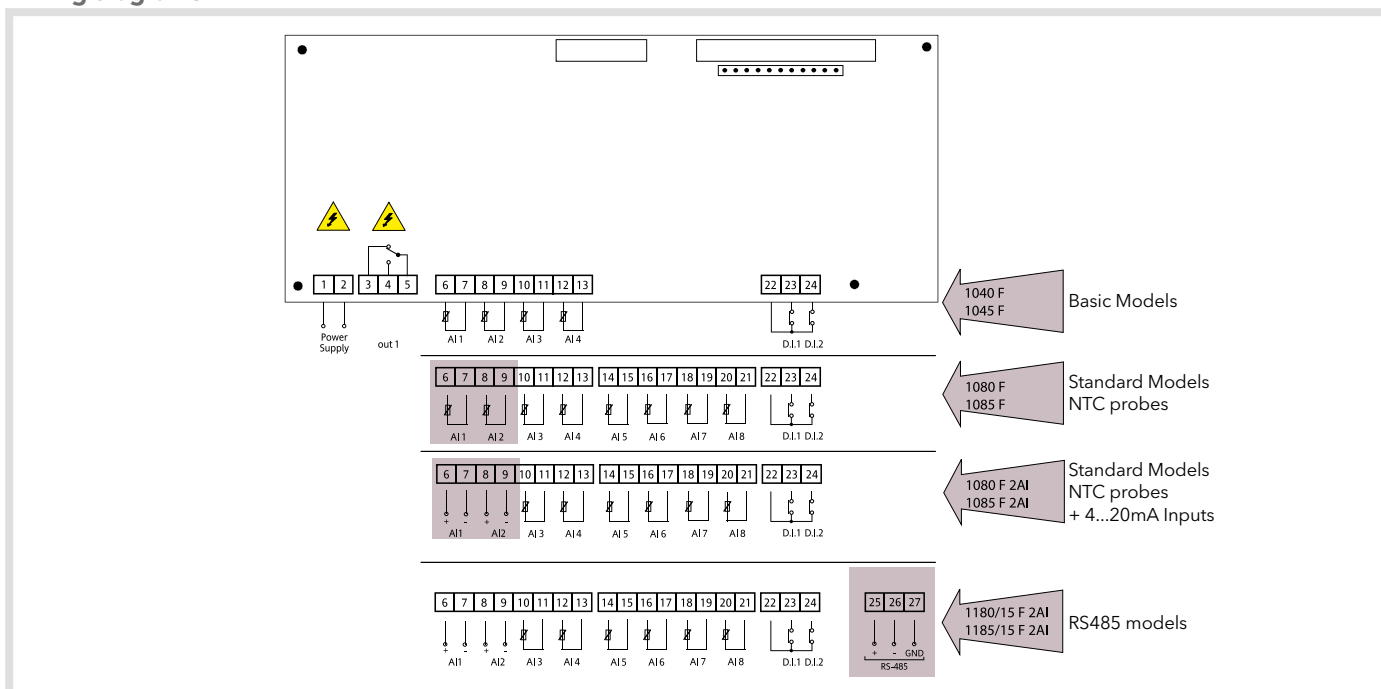 1 2 3 4 5 6 7 8 9 10 11 12 13 22 23 24
Power
Supply
out 1
AI 1 AI 2 AI 3 AI 4
D.I.1 D.I.2
1040 F
1045 F
Basic Models
6 7 8 9 10 11 12 13 14 15 16 17 18 19 20 21 22 23 24
AI 1 AI 2 AI 3 AI 4 AI 5 AI 6 AI 7 AI 8 D.I.1 D.I.2
1080 F
1085 F
Standard Models
NTC probes
6 7 8 9 10 11 12 13 14 15 16 17 18 19 20 21 22 23 24
+ - + -
AI1 AI2 AI 3 AI 4 AI 5 AI 6 AI 7 AI 8 D.I.1 D.I.2
1080 F 2AI
1085 F 2AI
Standard Models
NTC probes
+ 4...20mA Inputs
6 7 8 9 10 11 12 13 14 15 16 17 18 19 20 21 22 23 24 25 26 27
+ - + - + - GND
AI1 AI2 AI 3 AI 4 AI 5 AI 6 AI 7 AI 8 D.I.1 D.I.2 RS-485
1180/15 F 2AI
1185/15 F 2AI
RS485 models